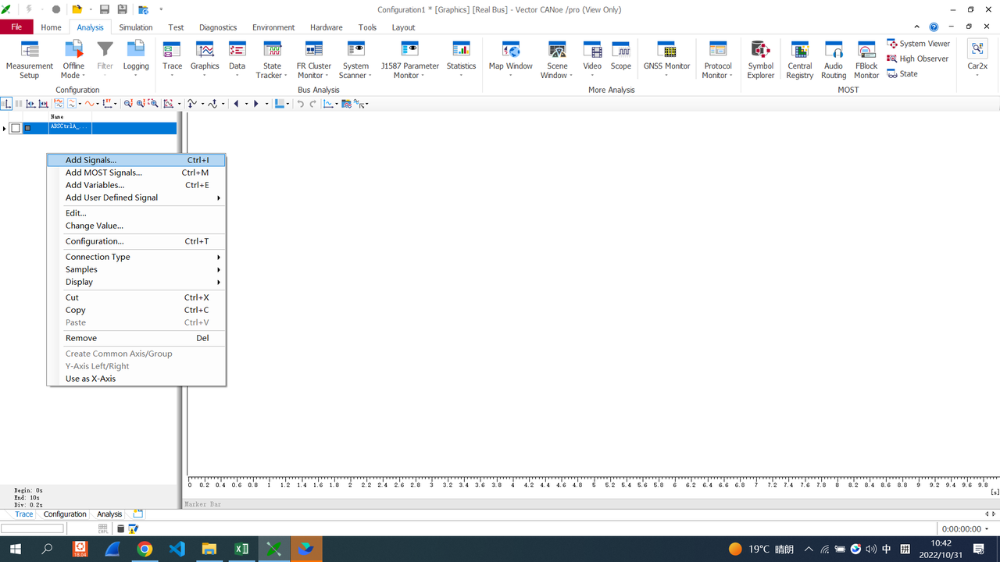 Configuration1 * [Graphics] [Real Bus] - Vector CANoe /pro (View Only)
File Home Analysis Simulation Test Diagnostics Environment Hardware Tools Layout
Measurement Setup
Offline Mode
Filter
Logging
Configuration
Trace
Graphics
Data
State Tracker
FR Cluster Monitor
System Scanner
J1587 Parameter Monitor
Statistics
Bus Analysis
Map Window
Scene Window
Video
Scope
GNSS Monitor
Protocol Monitor
More Analysis
Symbol Explorer
Central Registry
Audio Routing
FBlock Monitor
System Viewer
High Observer
State
MOST
Car2x
Name
ABSCtrlA_...
Add Signals... Ctrl+I
Add MOST Signals... Ctrl+M
Add Variables... Ctrl+E
Add User Defined Signal
Edit...
Change Value...
Configuration... Ctrl+T
Connection Type
Samples
Display
Cut Ctrl+X
Copy Ctrl+C
Paste Ctrl+V
Remove Del
Create Common Axis/Group
Y-Axis Left/Right
Use as X-Axis
0 0.2 0.4 0.6 0.8 1 1.2 1.4 1.6 1.8 2 2.2 2.4 2.6 2.8 3 3.2 3.4 3.6 3.8 4 4.2 4.4 4.6 4.8 5 5.2 5.4 5.6 5.8 6 6.2 6.4 6.6 6.8 7 7.2 7.4 7.6 7.8 8 8.2 8.4 8.6 8.8 9 9.2 9.4 9.6 9.8
[s]
Begin: 0s
End: 10s
Div: 0.2s
Marker Bar
Trace Configuration Analysis
CAPL
0:00:00:00
18.04
19°C 晴朗
中
拼
10:42
2022/10/31